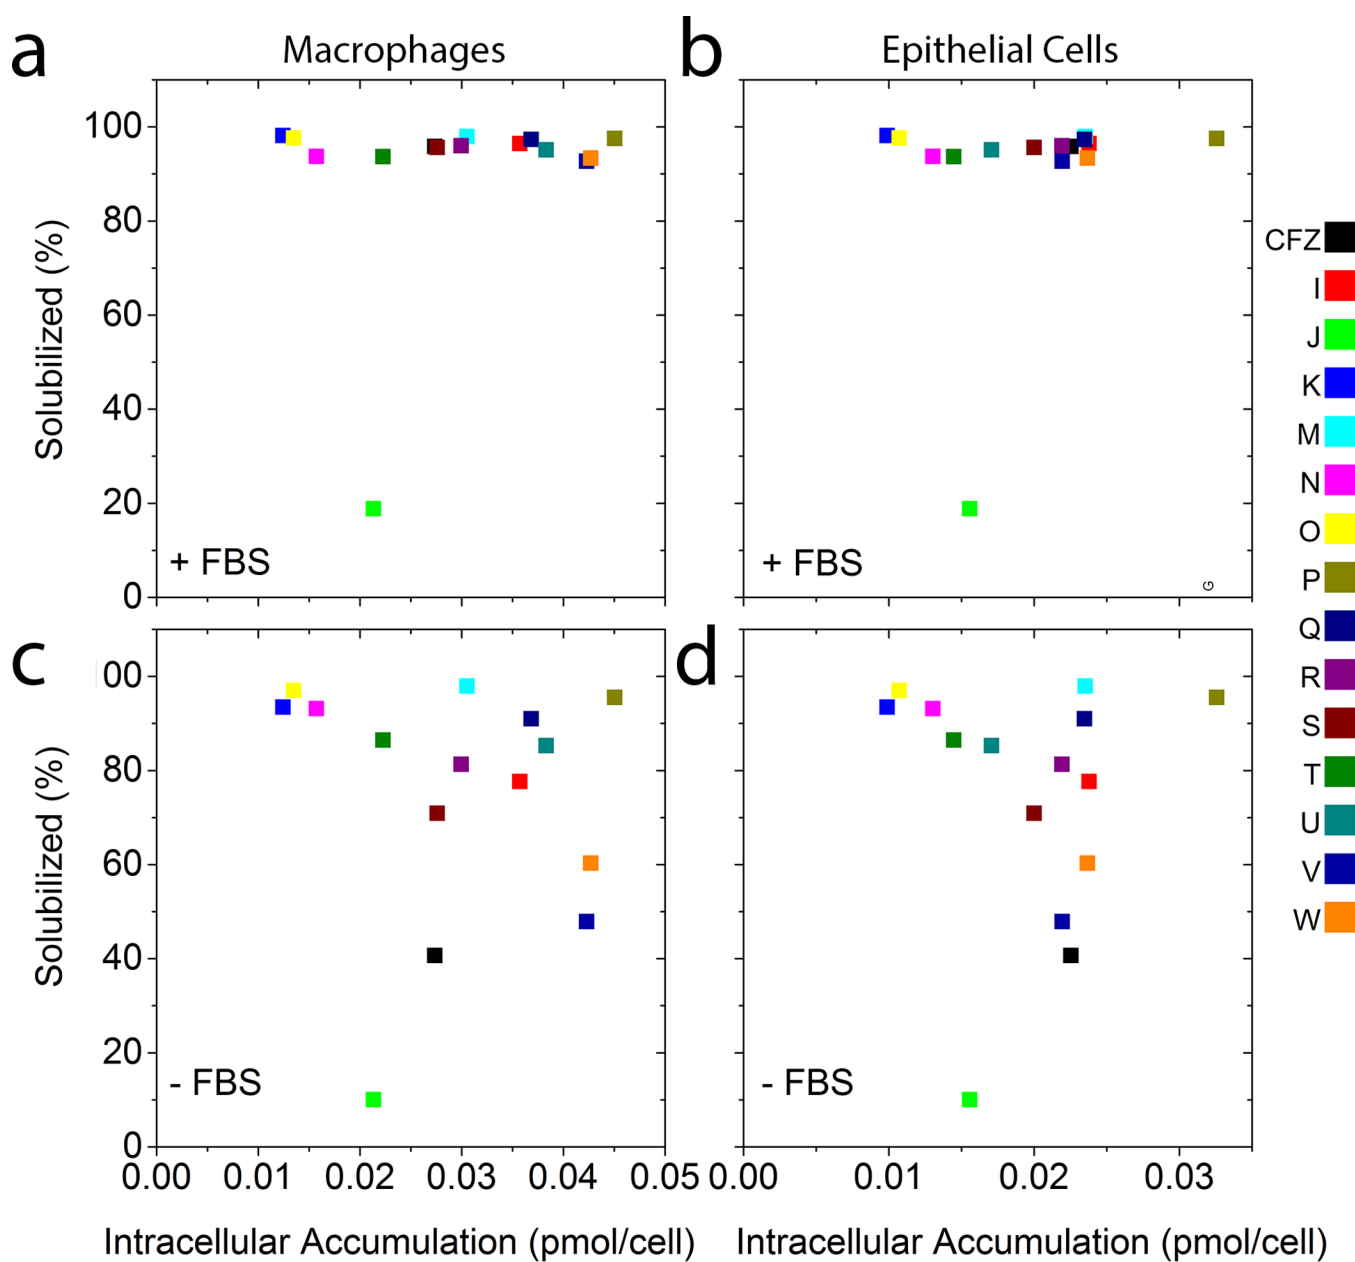 a
Macrophages
b
Epithelial Cells
100
80
60
40
20
0
Solubilized (%)
+ FBS
+ FBS
G
CFZ
I
J
K
M
N
O
P
Q
R
S
T
U
V
W
c
d
00
80
60
40
20
0
Solubilized (%)
- FBS
- FBS
0.00 0.01 0.02 0.03 0.04 0.05
0.00 0.01 0.02 0.03
Intracellular Accumulation (pmol/cell)
Intracellular Accumulation (pmol/cell)